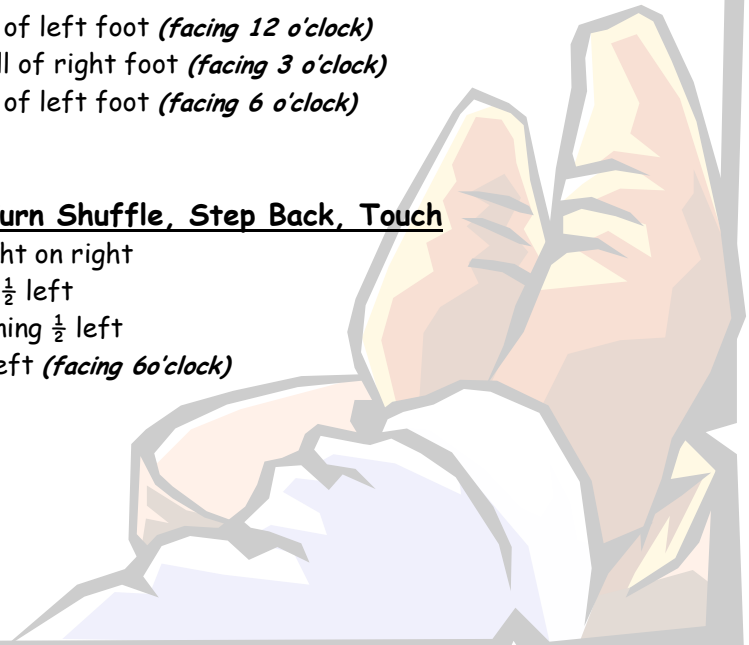 of left foot (facing 12 o'clock)
ll of right foot (facing 3 o'clock)
of left foot (facing 6 o'clock)
urn Shuffle, Step Back, Touch
ht on right
½ left
ning ½ left
eft (facing 6o'clock)